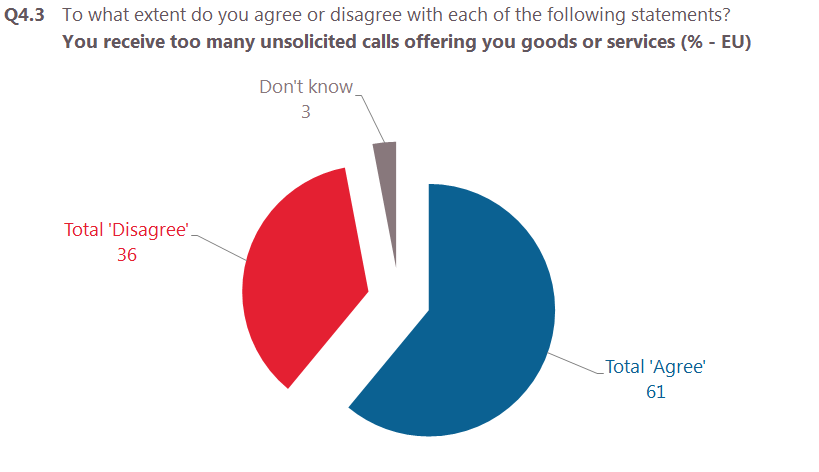 Q4.3 To what extent do you agree or disagree with each of the following statements?
You receive too many unsolicited calls offering you goods or services (% - EU)
Don't know
3
Total 'Disagree'
36
Total 'Agree'
61